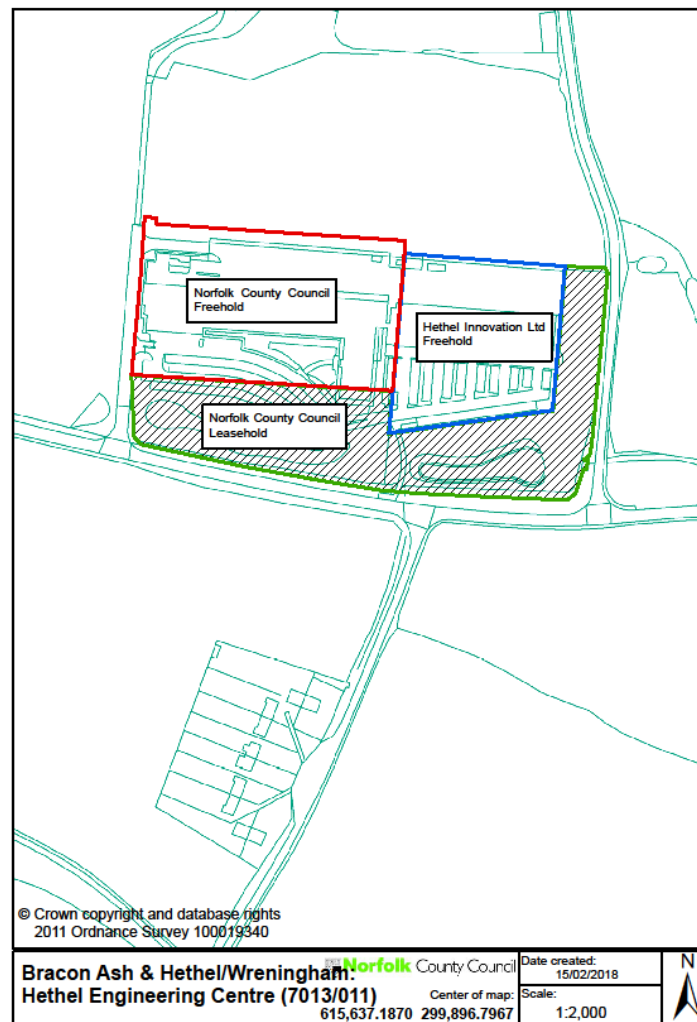 Norfolk County Council
Freehold
Hethel Innovation Ltd
Freehold
Norfolk County Council
Leasehold
© Crown copyright and database rights
2011 Ordnance Survey 100019340
Bracon Ash & Hethel/Wreningham:
Hethel Engineering Centre (7013/011)
Norfolk County Council
Center of map:
615,637.1870 299,896.7967
Date created:
15/02/2018
Scale:
1:2,000
N